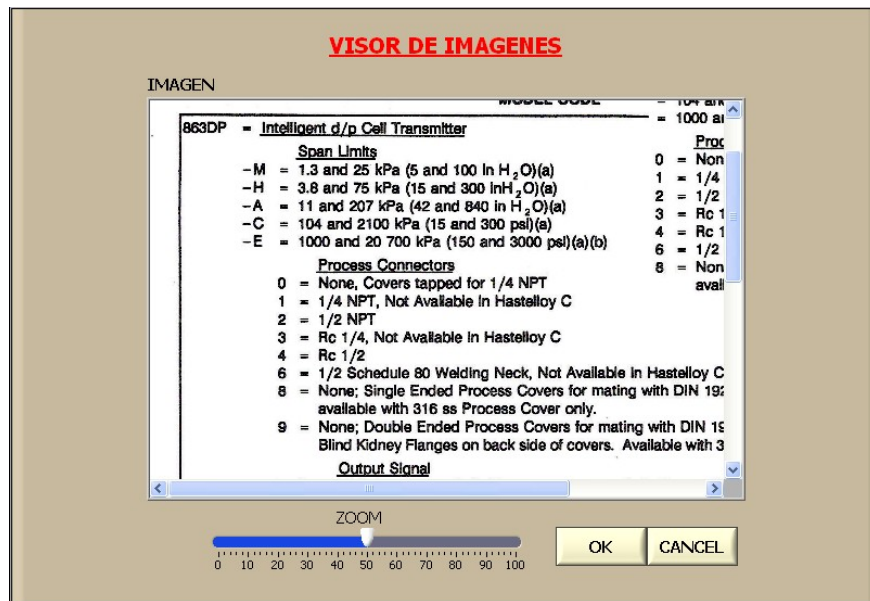 VISOR DE IMAGENES
IMAGEN
MODEL CODE
863DP = Intelligent d/p Cell Transmitter
Span Limits
-M = 1.3 and 25 kPa (5 and 100 in H2O)(a)
-H = 3.8 and 75 kPa (15 and 300 inH2O)(a)
-A = 11 and 207 kPa (42 and 840 in H2O)(a)
-C = 104 and 2100 kPa (15 and 300 psi)(a)
-E = 1000 and 20 700 kPa (150 and 3000 psi)(a)(b)
Process Connectors
0 = None, Covers tapped for 1/4 NPT
1 = 1/4 NPT, Not Available in Hastelloy C
2 = 1/2 NPT
3 = Rc 1/4, Not Available in Hastelloy C
4 = Rc 1/2
6 = 1/2 Schedule 80 Welding Neck, Not Available in Hastelloy C
8 = None; Single Ended Process Covers for mating with DIN 192
available with 316 ss Process Cover only.
9 = None; Double Ended Process Covers for mating with DIN 19
Blind Kidney Flanges on back side of covers. Available with 3
Output Signal
= 104 an
= 1000 a
Proc
0 = Non
1 = 1/4
2 = 1/2
3 = Rc 1
4 = Rc 1
6 = 1/2
8 = Non
avail
ZOOM
0 10 20 30 40 50 60 70 80 90 100
OK CANCEL